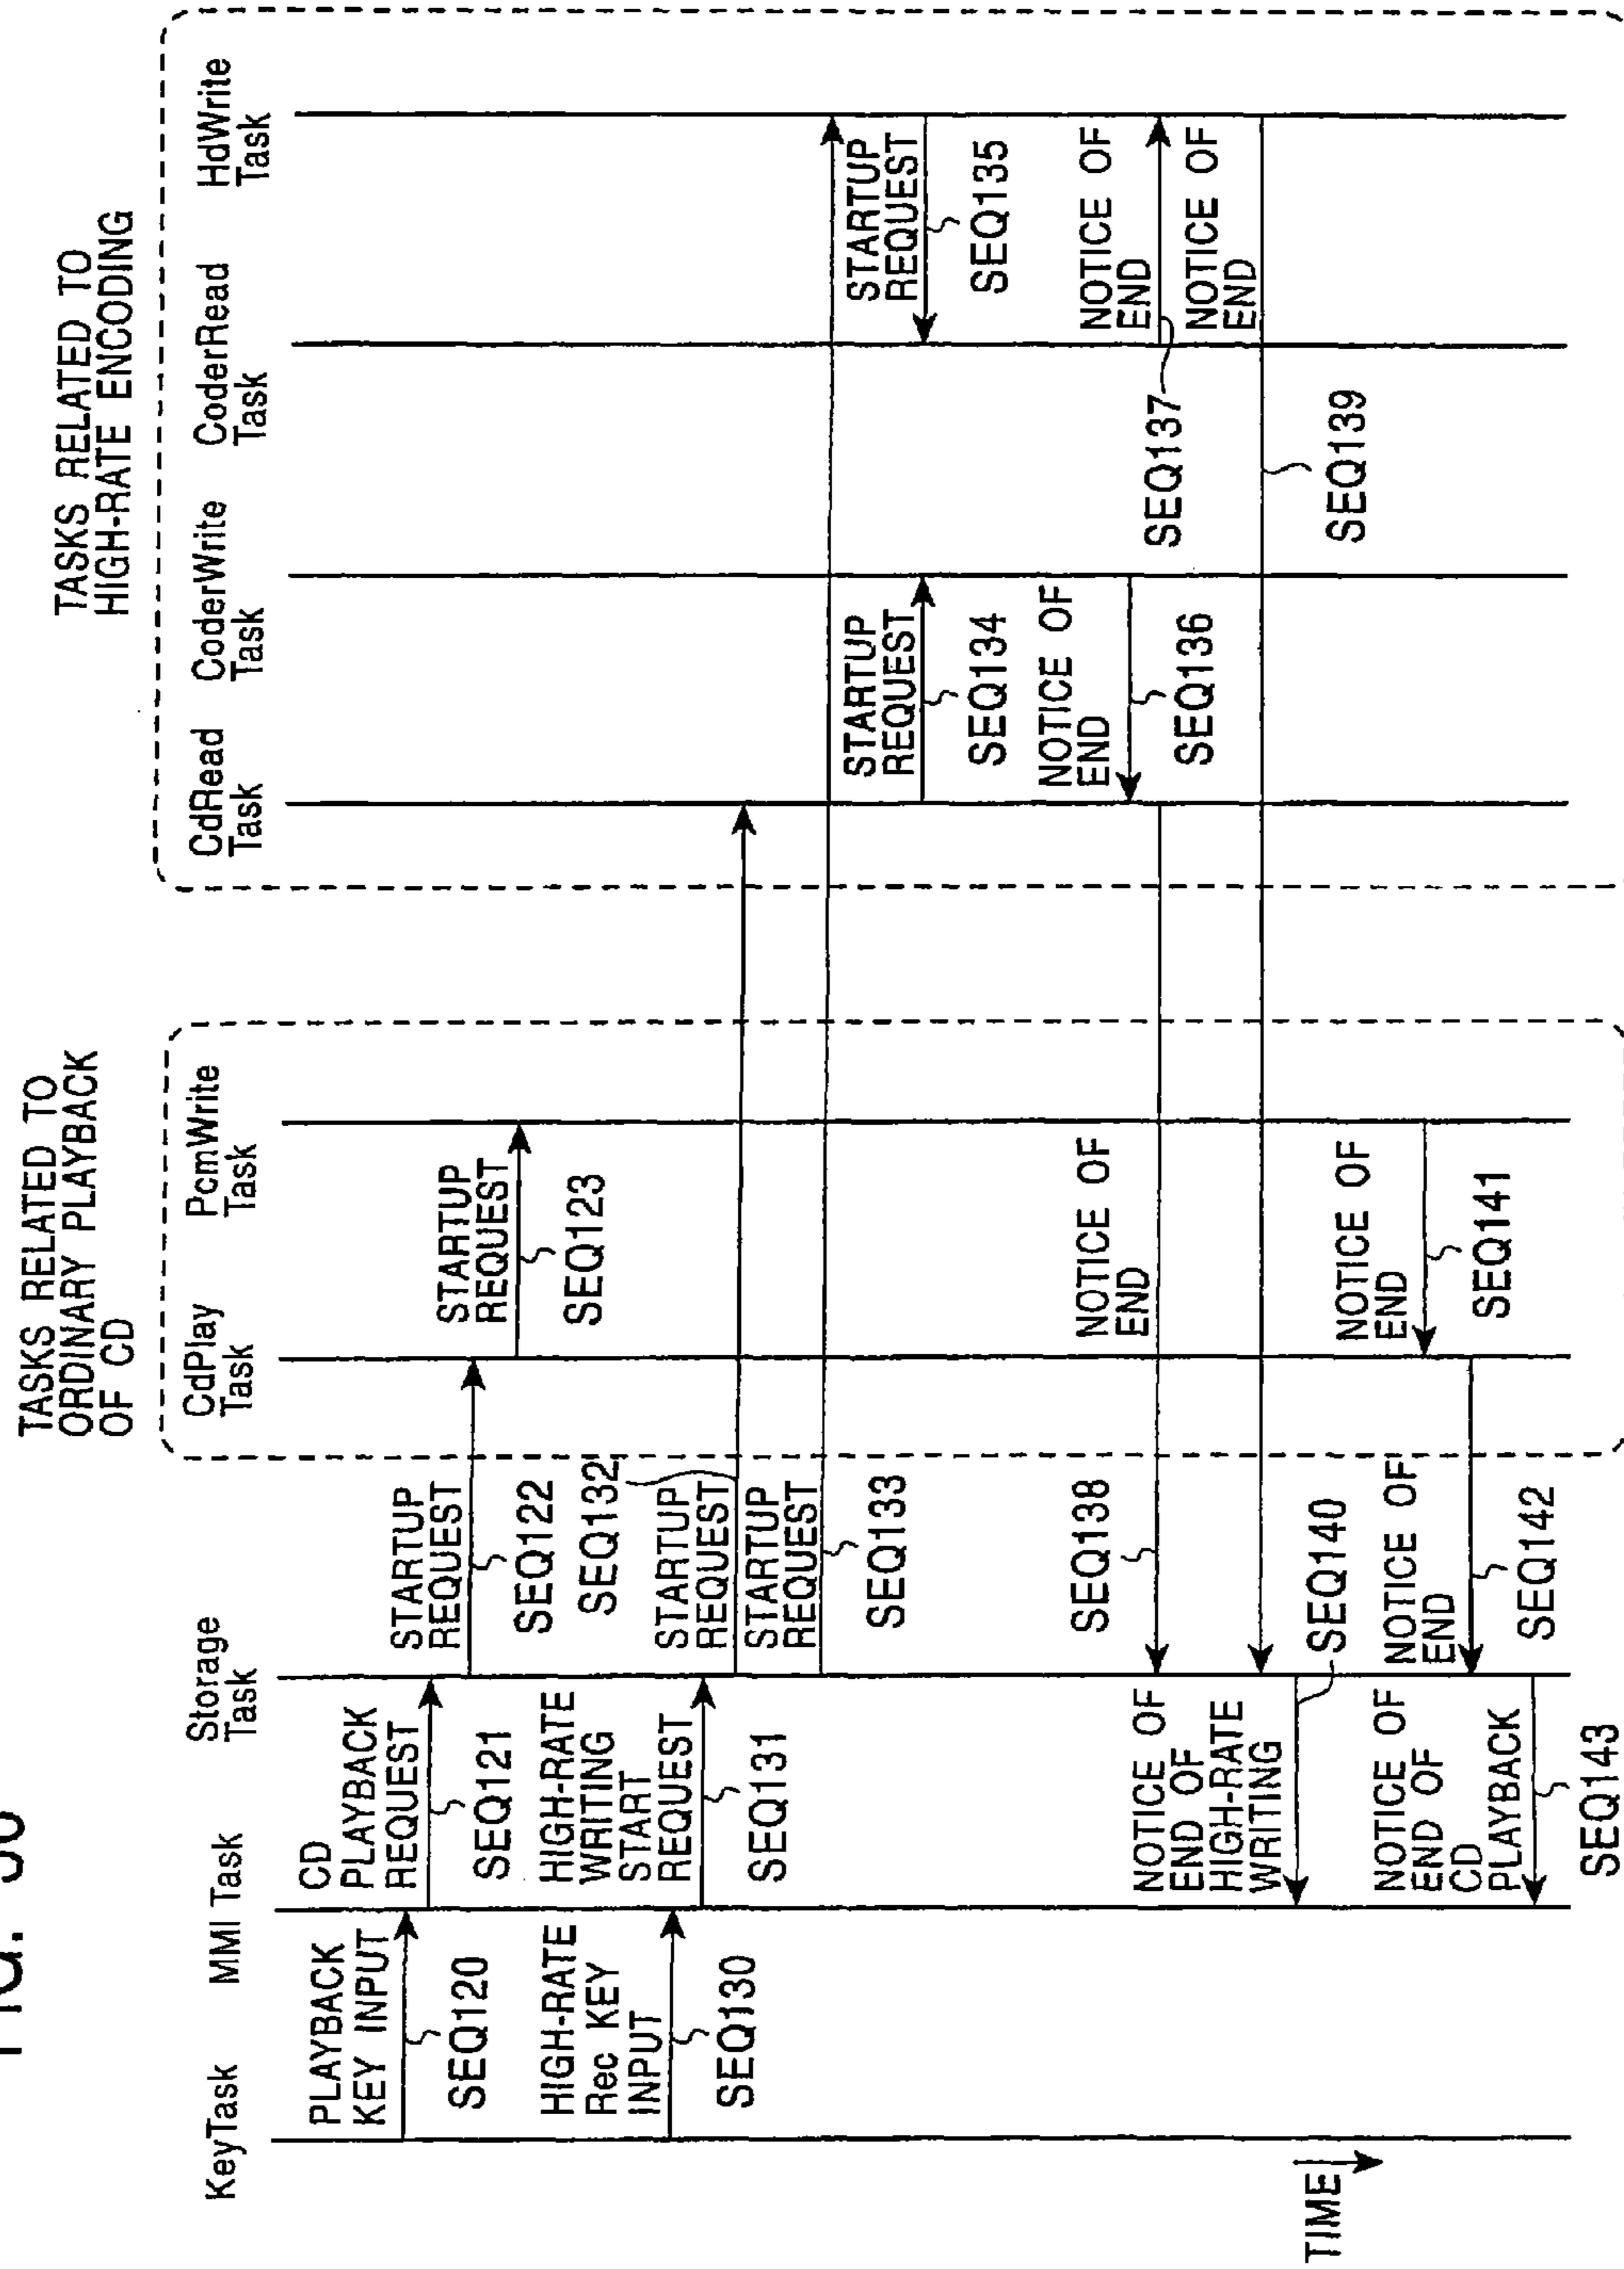 FIG.
TASKS RELATED TO
ORDINARY PLAYBACK
OF CD
TASKS RELATED TO
HIGH-RATE ENCODING
KeyTask
MMI Task
Storage
Task
CdPlay
Task
PcmWrite
Task
CdRead
Task
CoderWrite
Task
CoderRead
Task
HdWrite
Task
PLAYBACK
KEY INPUT
SEQ120
CD
PLAYBACK
REQUEST
SEQ121
STARTUP
REQUEST
SEQ122
STARTUP
REQUEST
SEQ123
HIGH-RATE
Rec KEY
INPUT
SEQ130
HIGH-RATE
WRITING
START
REQUEST
SEQ131
SEQ132
STARTUP
REQUEST
STARTUP
REQUEST
SEQ133
STARTUP
REQUEST
SEQ134
STARTUP
REQUEST
SEQ135
NOTICE OF
END
SEQ136
NOTICE OF
END
SEQ137
NOTICE OF
END
SEQ138
NOTICE OF
END
SEQ139
NOTICE OF
END OF
HIGH-RATE
WRITING
SEQ140
NOTICE OF
END
SEQ141
NOTICE OF
END
SEQ142
NOTICE OF
END OF
CD
PLAYBACK
SEQ143
TIME